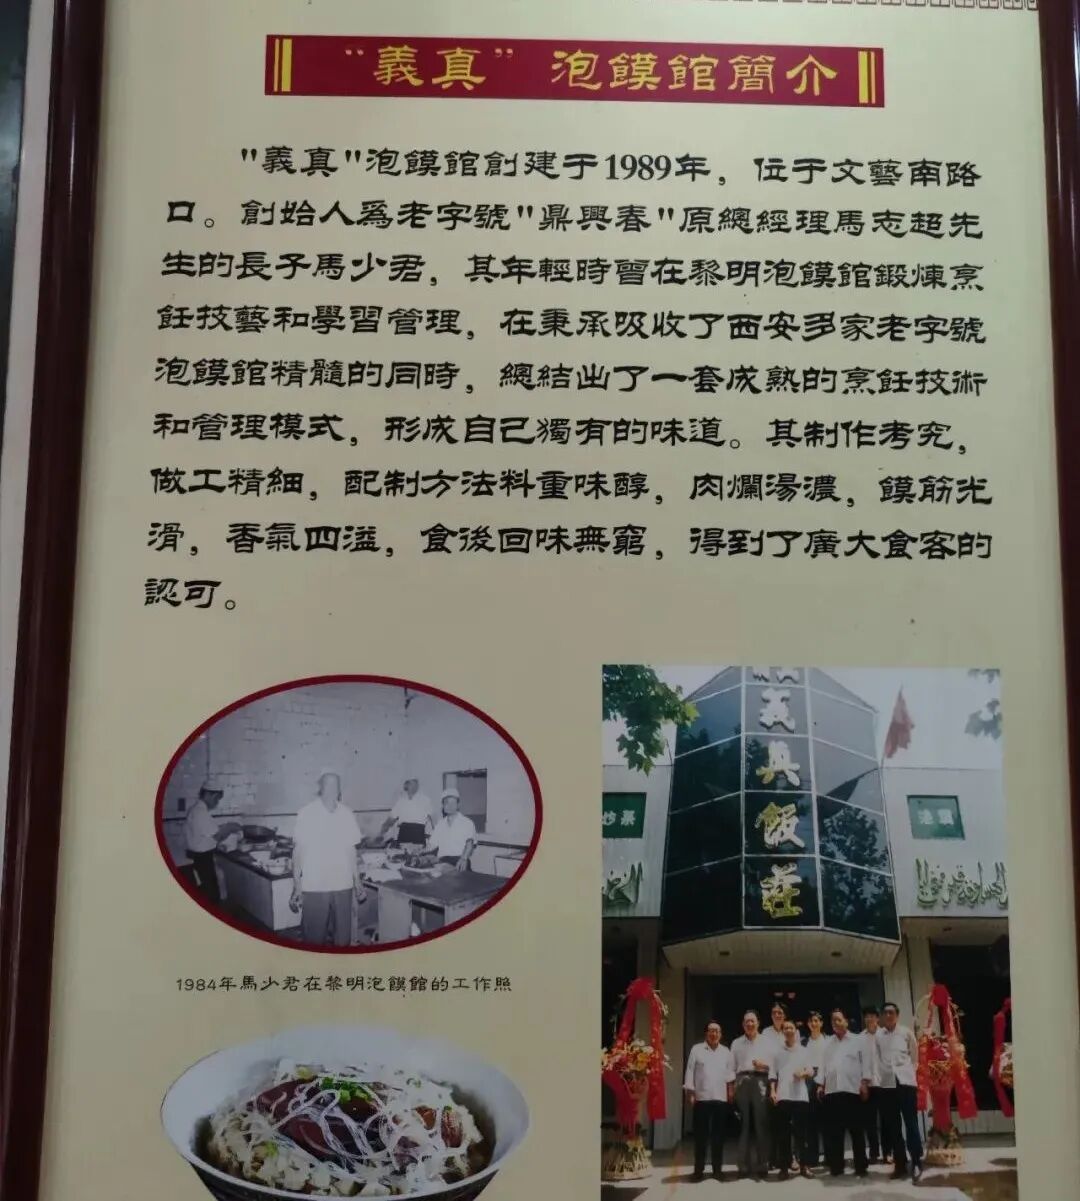 “義真”泡饃館簡介
"義真"泡饃館創建于1989年，位于文藝南路
口。創始人爲老字號"鼎興春"原總經理馬志超先
生的長子馬少君，其年輕時曾在黎明泡饃館鍛煉烹
飪技藝和學習管理，在秉承吸收了西安多家老字號
泡饃館精髓的同時，總结出了一套成熟的烹飪技術
和管理模式，形成自己獨有的味道。其制作考究，
做工精細，配制方法料重味醇，肉爛湯濃，饃筋光
滑，香氣四溢，食後回味無窮，得到了廣大食客的
認可。
義真飯莊
炒菜
1984年馬少君在黎明泡饃館的工作照